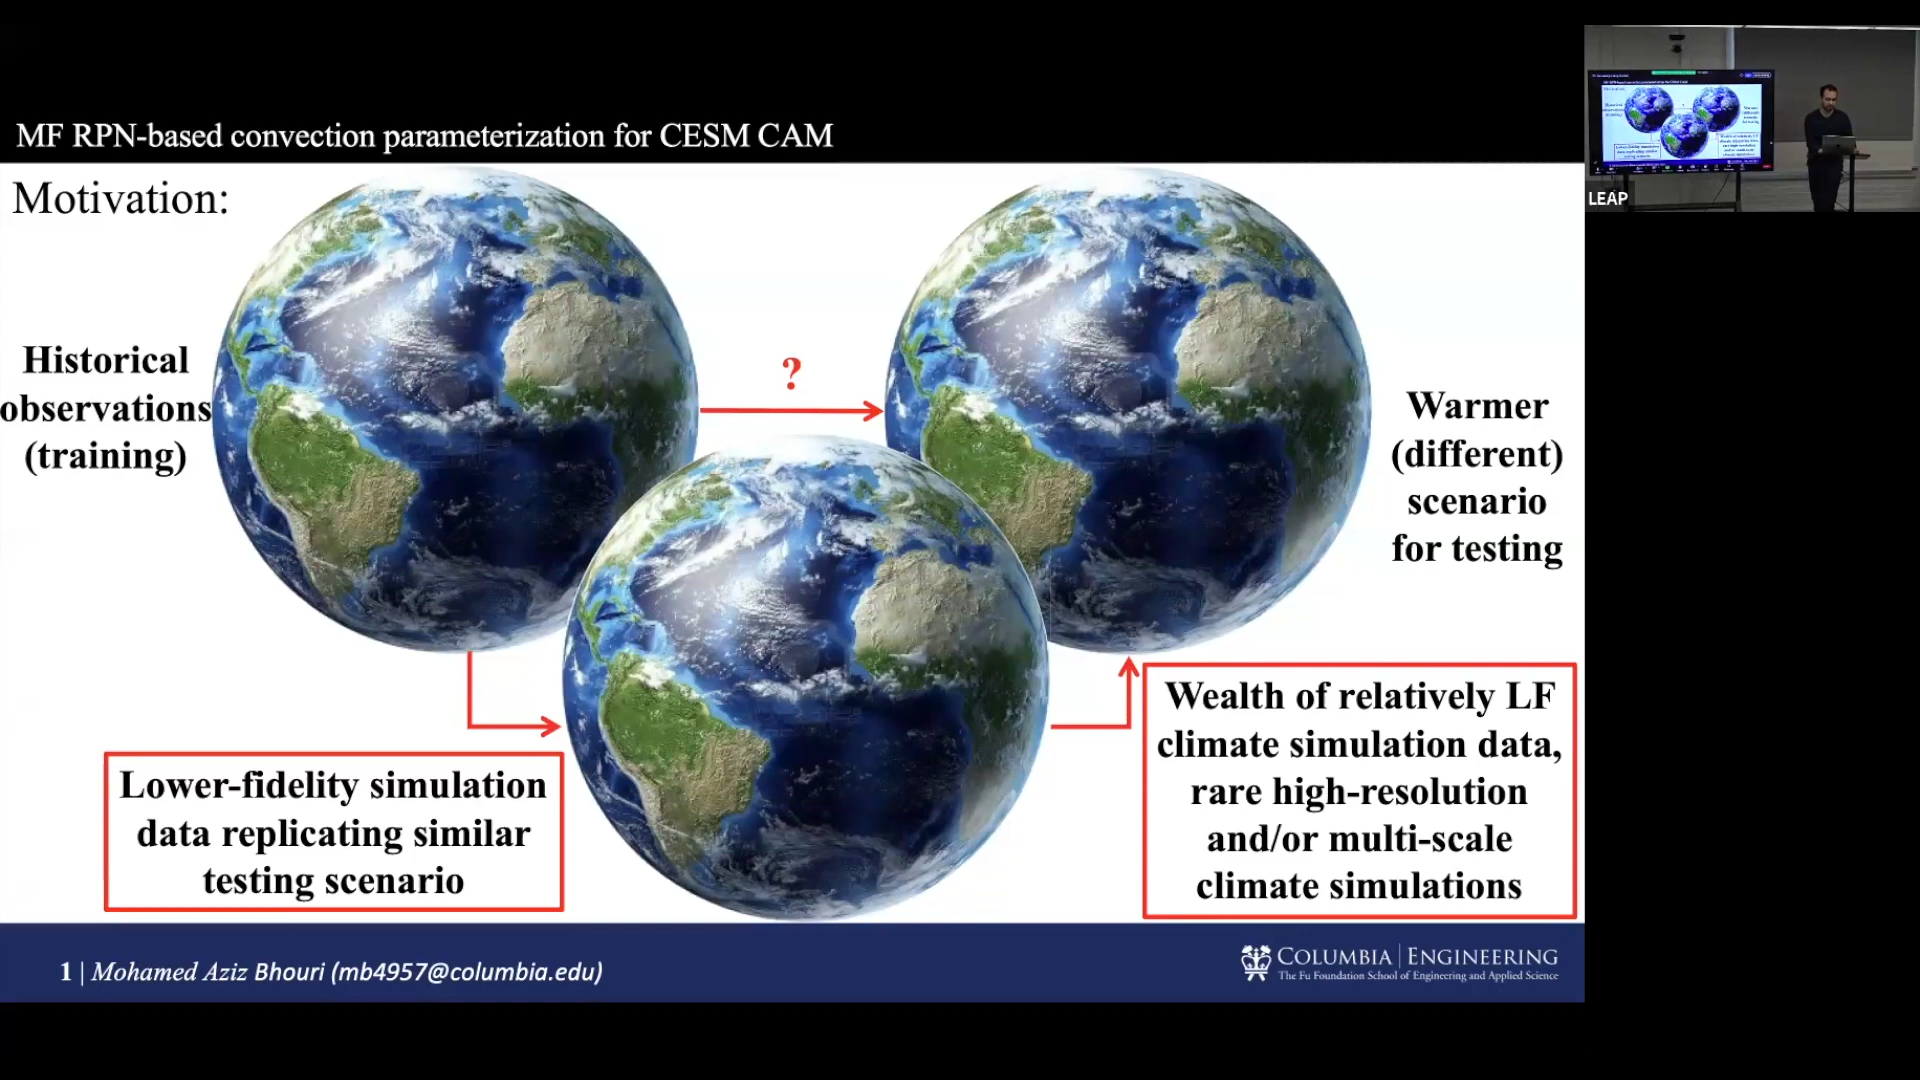 MF RPN-based convection parameterization for CESM CAM
Motivation:
Historical
observations
(training)
?
Warmer
(different)
scenario
for testing
Lower-fidelity simulation
data replicating similar
testing scenario
Wealth of relatively LF
climate simulation data,
rare high-resolution
and/or multi-scale
climate simulations
1 | Mohamed Aziz Bhouri (mb4957@columbia.edu)
COLUMBIA | ENGINEERING
The Fu Foundation School of Engineering and Applied Science
LEAP